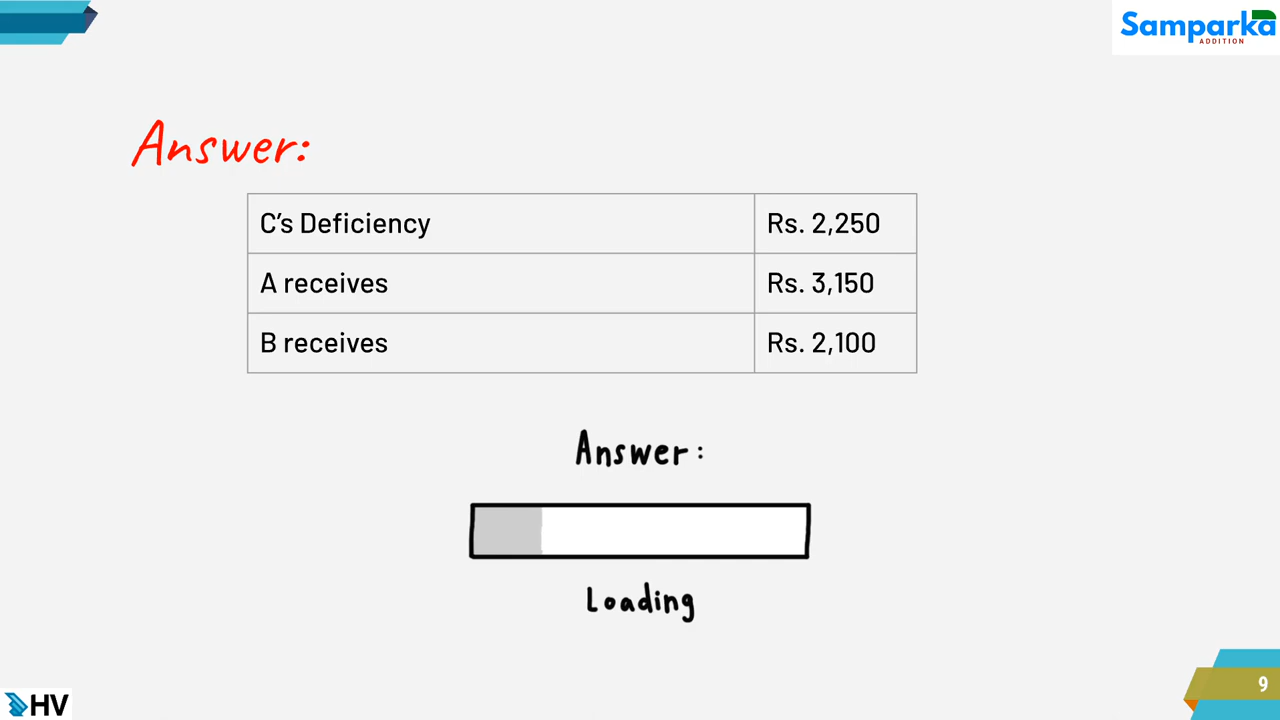 Samparka
ADDITION
Answer:
C's Deficiency Rs. 2,250
A receives Rs. 3,150
B receives Rs. 2,100
Answer:
Loading
9
HV